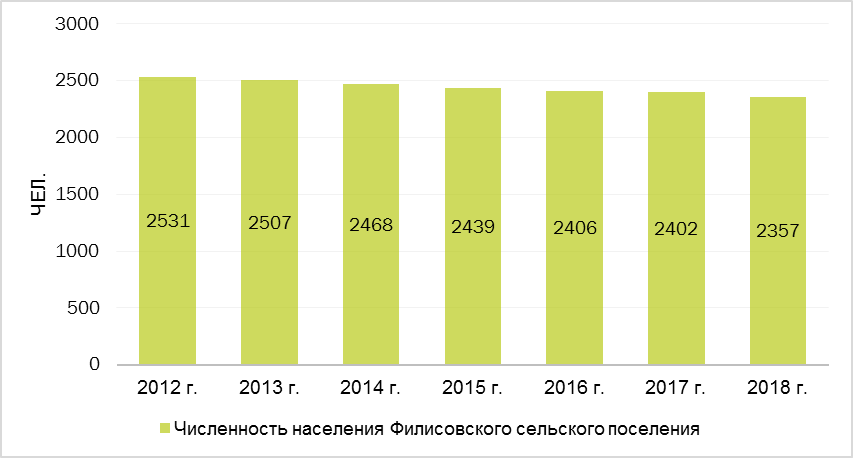 3000
2500
2000
1500
1000
500
0
ЧЕЛ.
2531 2507 2468 2439 2406 2402 2357
2012 г. 2013 г. 2014 г. 2015 г. 2016 г. 2017 г. 2018 г.
Численность населения Филисовского сельского поселения